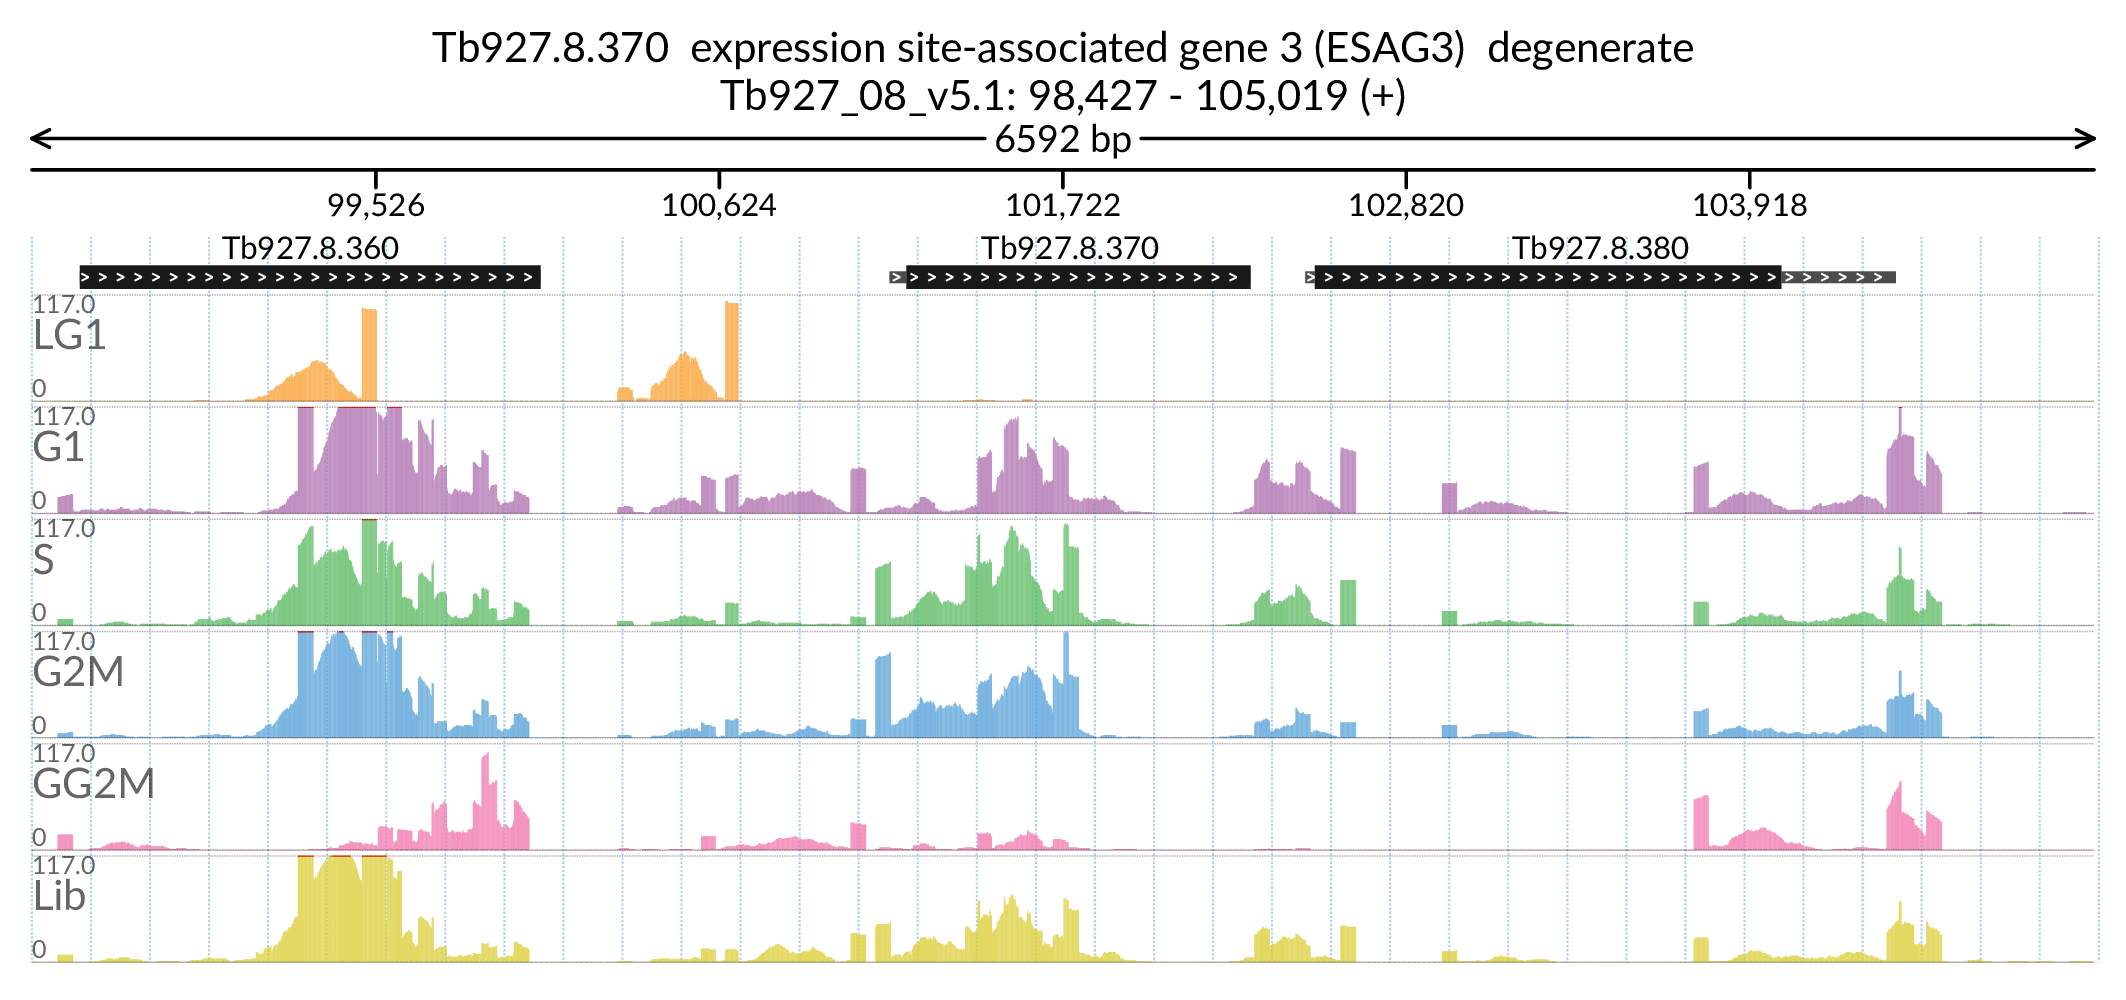 Tb927.8.370  expression site-associated gene 3 (ESAG3)  degenerate
Tb927_08_v5.1: 98,427 - 105,019 (+)
6592 bp
99,526 100,624 101,722 102,820 103,918
Tb927.8.360 Tb927.8.370 Tb927.8.380
117.0
LG1
0
117.0
G1
0
117.0
S
0
117.0
G2M
0
117.0
GG2M
0
117.0
Lib
0